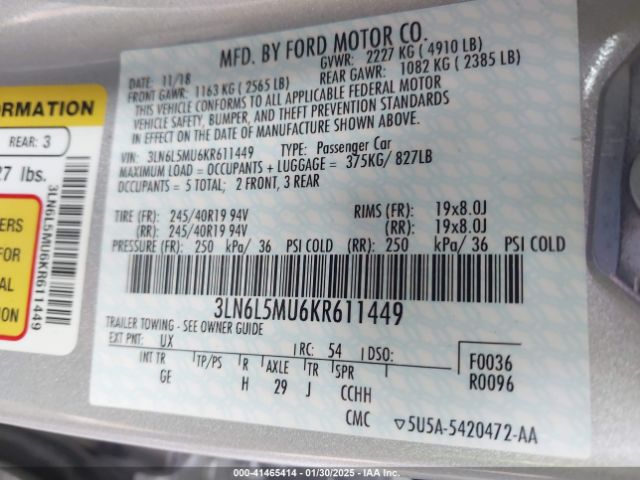 MFD. BY FORD MOTOR CO.
DATE: 11/18 GVWR: 2227 KG ( 4910 LB)
FRONT GAWR: 1163 KG ( 2565 LB) REAR GAWR: 1082 KG ( 2385 LB)
THIS VEHICLE CONFORMS TO ALL APPLICABLE FEDERAL MOTOR
VEHICLE SAFETY, BUMPER, AND THEFT PREVENTION STANDARDS
IN EFFECT ON THE DATE OF MANUFACTURE SHOWN ABOVE.
VIN: 3LN6L5MU6KR611449 TYPE: Passenger Car
MAXIMUM LOAD = OCCUPANTS + LUGGAGE = 375KG/ 827LB
OCCUPANTS = 5 TOTAL; 2 FRONT, 3 REAR
TIRE (FR): 245/40R19 94V RIMS (FR): 19x8.0J
(RR): 245/40R19 94V (RR): 19x8.0J
PRESSURE (FR): 250 kPa/ 36 PSI COLD (RR): 250 kPa/ 36 PSI COLD
3LN6L5MU6KR611449
TRAILER TOWING - SEE OWNER GUIDE
EXT PNT: UX RC: 54 DSO:
INT TR TP/PS R AXLE TR SPR
GE H 29 J CCHH
F0036
R0096
CMC ▽5U5A-5420472-AA
FORMATION
REAR: 3
27 lbs.
3LN6L5MU6KR611449
ERS
FOR
AL
ATION
000-41465414 - 01/30/2025 - IAA Inc.